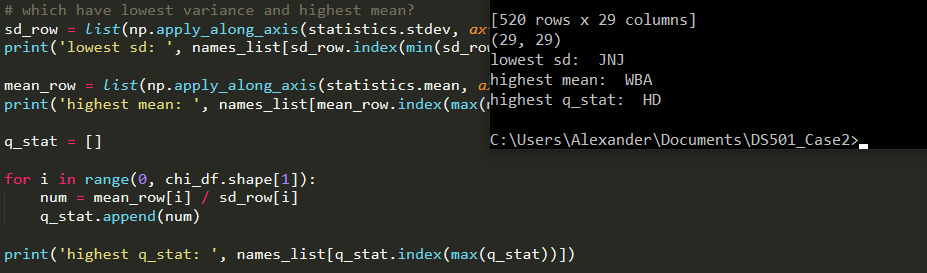 # which have lowest variance and highest mean?
sd_row = list(np.apply_along_axis(statistics.stdev, ax
print('lowest sd: ', names_list[sd_row.index(min(sd_ro
mean_row = list(np.apply_along_axis(statistics.mean, a
print('highest mean: ', names_list[mean_row.index(max(
q_stat = []
for i in range(0, chi_df.shape[1]):
    num = mean_row[i] / sd_row[i]
    q_stat.append(num)
print('highest q_stat: ', names_list[q_stat.index(max(q_stat))])
[520 rows x 29 columns]
(29, 29)
lowest sd:  JNJ
highest mean:  WBA
highest q_stat:  HD
C:\Users\Alexander\Documents\DS501_Case2>